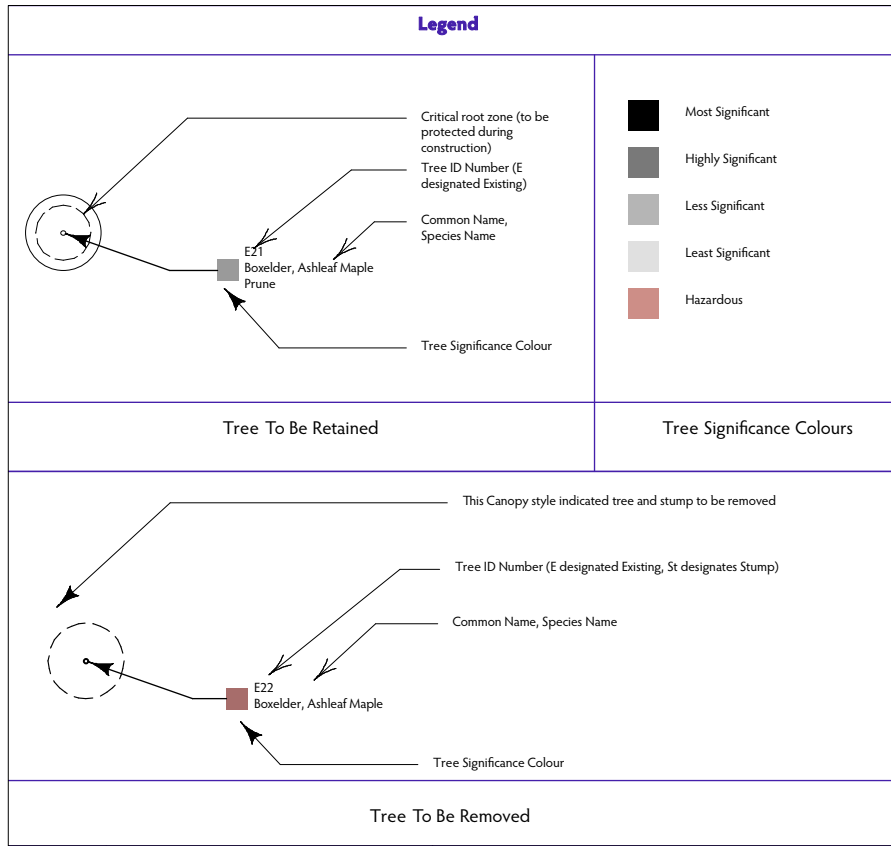 Legend
Critical root zone (to be
protected during
construction)
Tree ID Number (E
designated Existing)
Common Name,
Species Name
E21
Boxelder, Ashleaf Maple
Prune
Tree Significance Colour
Most Significant
Highly Significant
Less Significant
Least Significant
Hazardous
Tree To Be Retained
Tree Significance Colours
This Canopy style indicated tree and stump to be removed
Tree ID Number (E designated Existing, St designates Stump)
Common Name, Species Name
E22
Boxelder, Ashleaf Maple
Tree Significance Colour
Tree To Be Removed